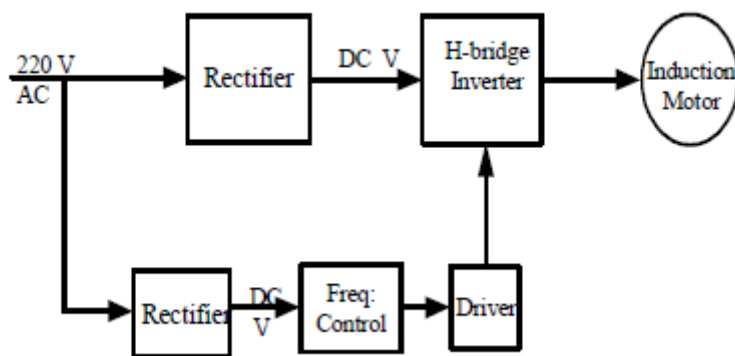 220 V
AC
Rectifier
DC V
H-bridge
Inverter
Induction
Motor
Rectifier
DC
V
Freq:
Control
Driver